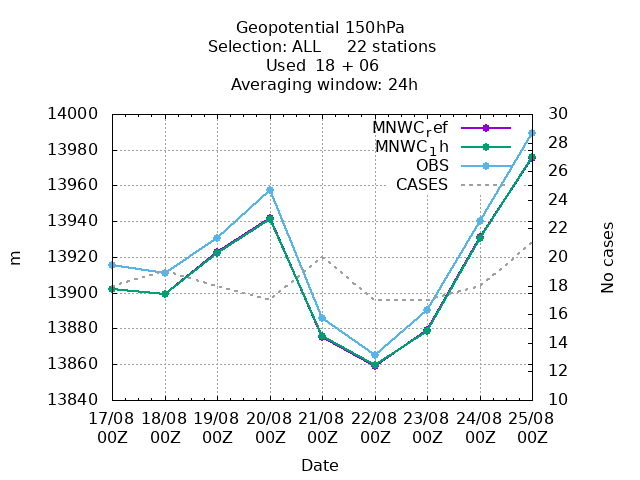 Geopotential 150hPa
Selection: ALL     22 stations
Used  18 + 06
Averaging window: 24h
14000
13980
13960
13940
13920
13900
13880
13860
13840
m
MNWC_ref
MNWC_1h
OBS
CASES
30
28
26
24
22
20
18
16
14
12
10
No cases
17/08 18/08 19/08 20/08 21/08 22/08 23/08 24/08 25/08
00Z 00Z 00Z 00Z 00Z 00Z 00Z 00Z 00Z
Date